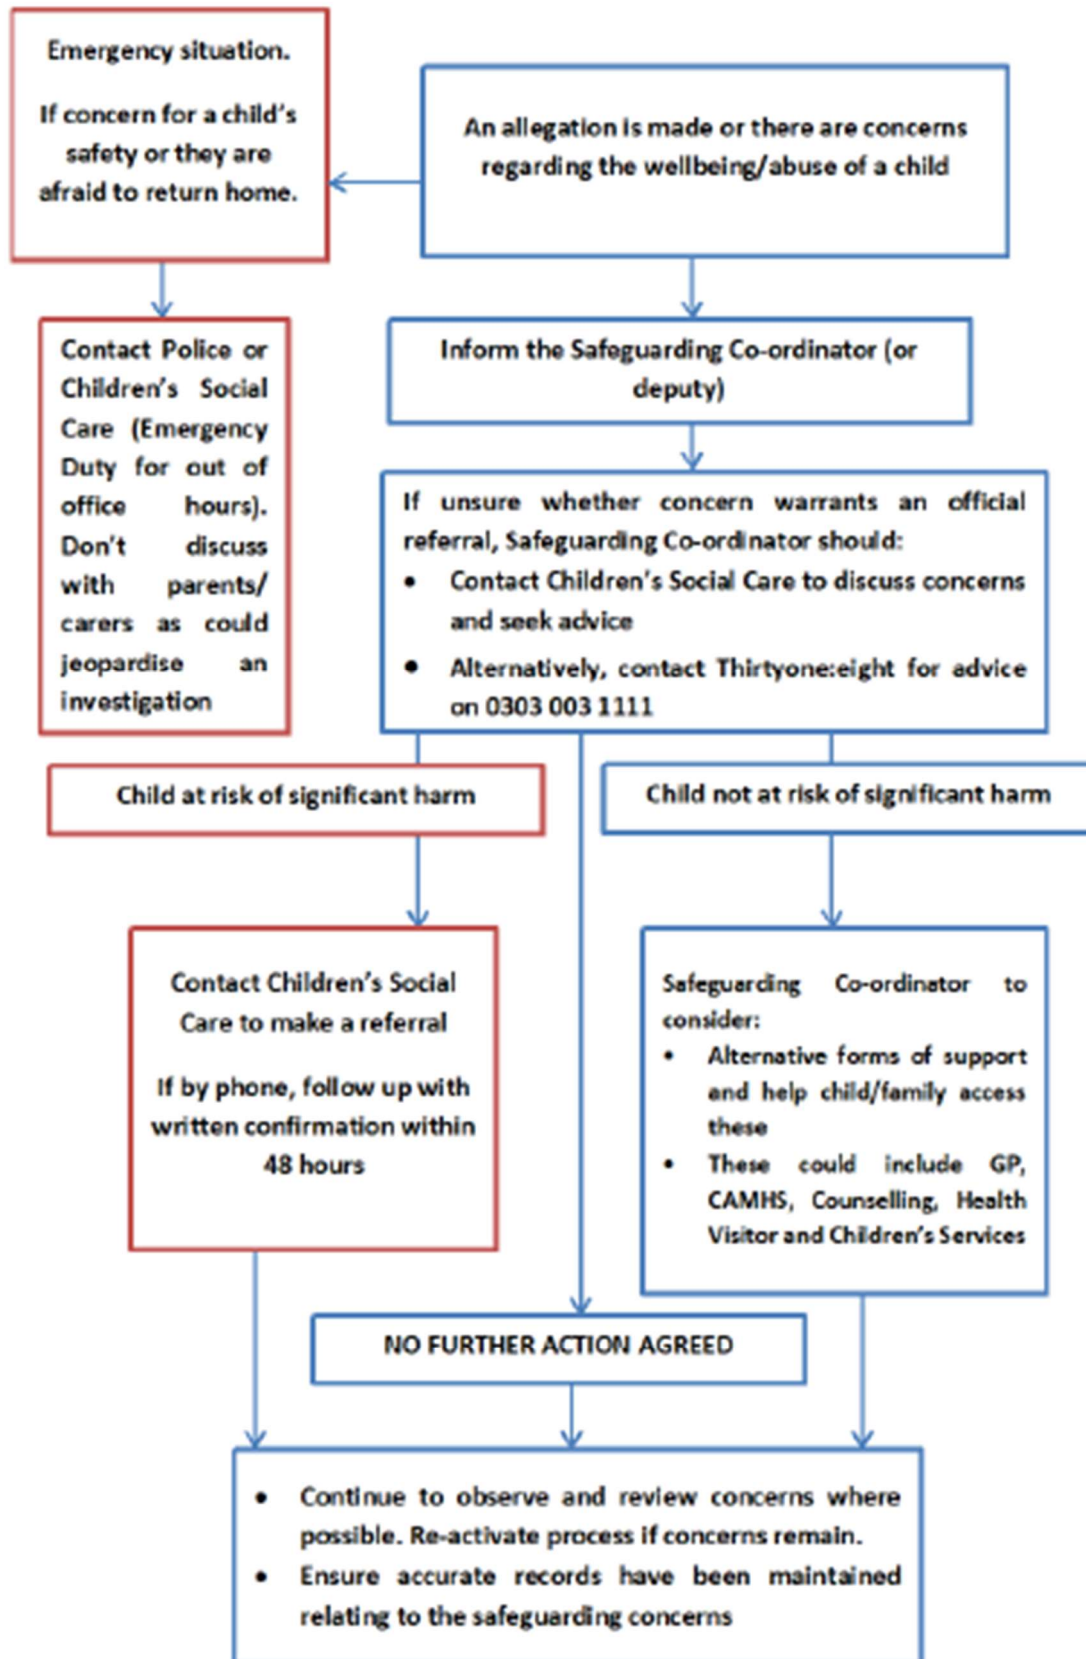 Emergency situation.
If concern for a child's
safety or they are
afraid to return home.
An allegation is made or there are concerns
regarding the wellbeing/abuse of a child
Contact Police or
Children's Social
Care (Emergency
Duty for out of
office hours).
Don't discuss
with parents/
carers as could
jeopardise an
investigation
Inform the Safeguarding Co-ordinator (or
deputy)
If unsure whether concern warrants an official
referral, Safeguarding Co-ordinator should:
• Contact Children's Social Care to discuss concerns
and seek advice
• Alternatively, contact Thirtyone:eight for advice
on 0303 003 1111
Child at risk of significant harm
Child not at risk of significant harm
Contact Children's Social
Care to make a referral
If by phone, follow up with
written confirmation within
48 hours
Safeguarding Co-ordinator to
consider:
• Alternative forms of support
and help child/family access
these
• These could include GP,
CAMHS, Counselling, Health
Visitor and Children's Services
NO FURTHER ACTION AGREED
• Continue to observe and review concerns where
possible. Re-activate process if concerns remain.
• Ensure accurate records have been maintained
relating to the safeguarding concerns